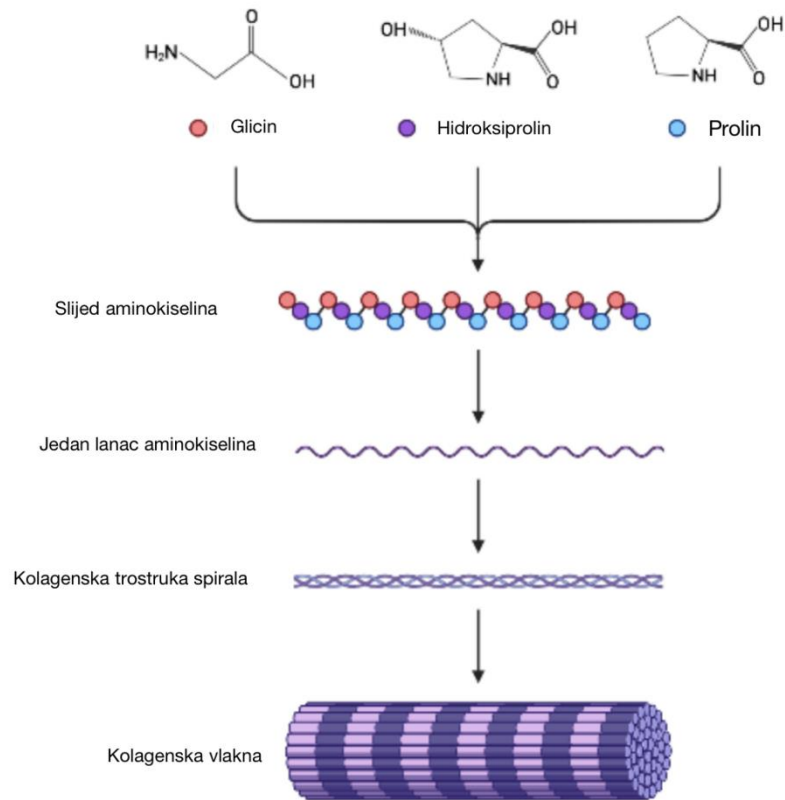 O
H₂N
OH
OH
OH
NH
O
OH
NH
O
Glicin
Hidroksiprolin
Prolin
Slijed aminokiselina
Jedan lanac aminokiselina
Kolagenska trostruka spirala
Kolagenska vlakna